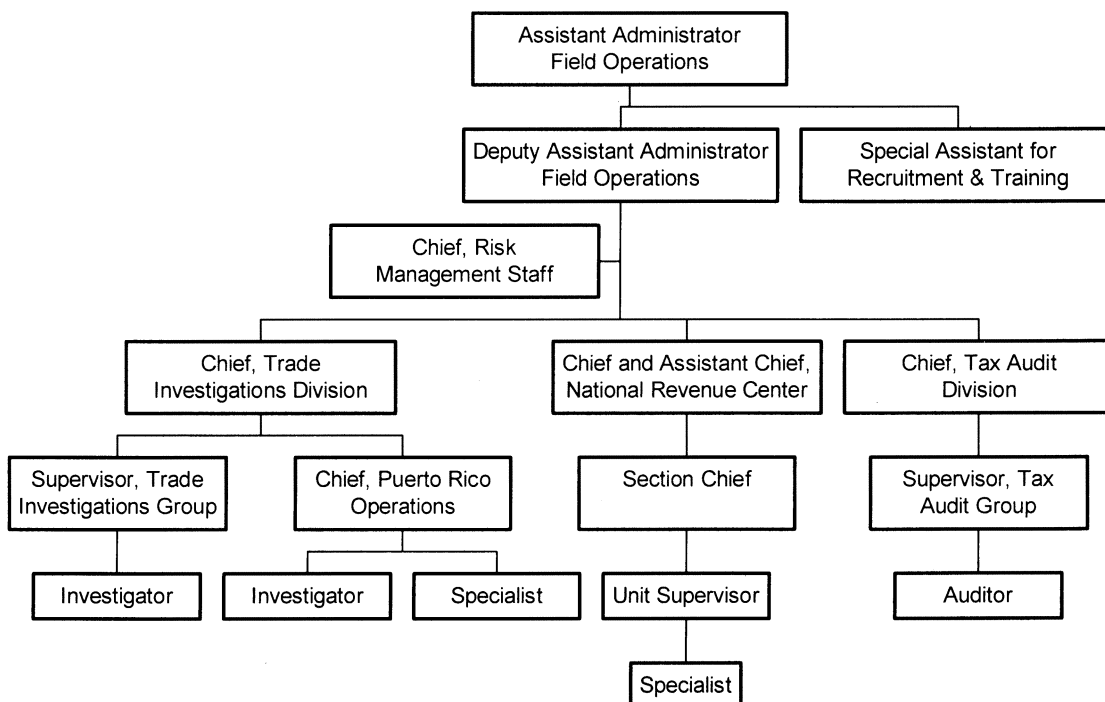 Assistant Administrator
Field Operations
Deputy Assistant Administrator
Field Operations
Special Assistant for
Recruitment & Training
Chief, Risk
Management Staff
Chief, Trade
Investigations Division
Chief and Assistant Chief,
National Revenue Center
Chief, Tax Audit
Division
Supervisor, Trade
Investigations Group
Chief, Puerto Rico
Operations
Section Chief
Supervisor, Tax
Audit Group
Investigator
Investigator
Specialist
Unit Supervisor
Auditor
Specialist